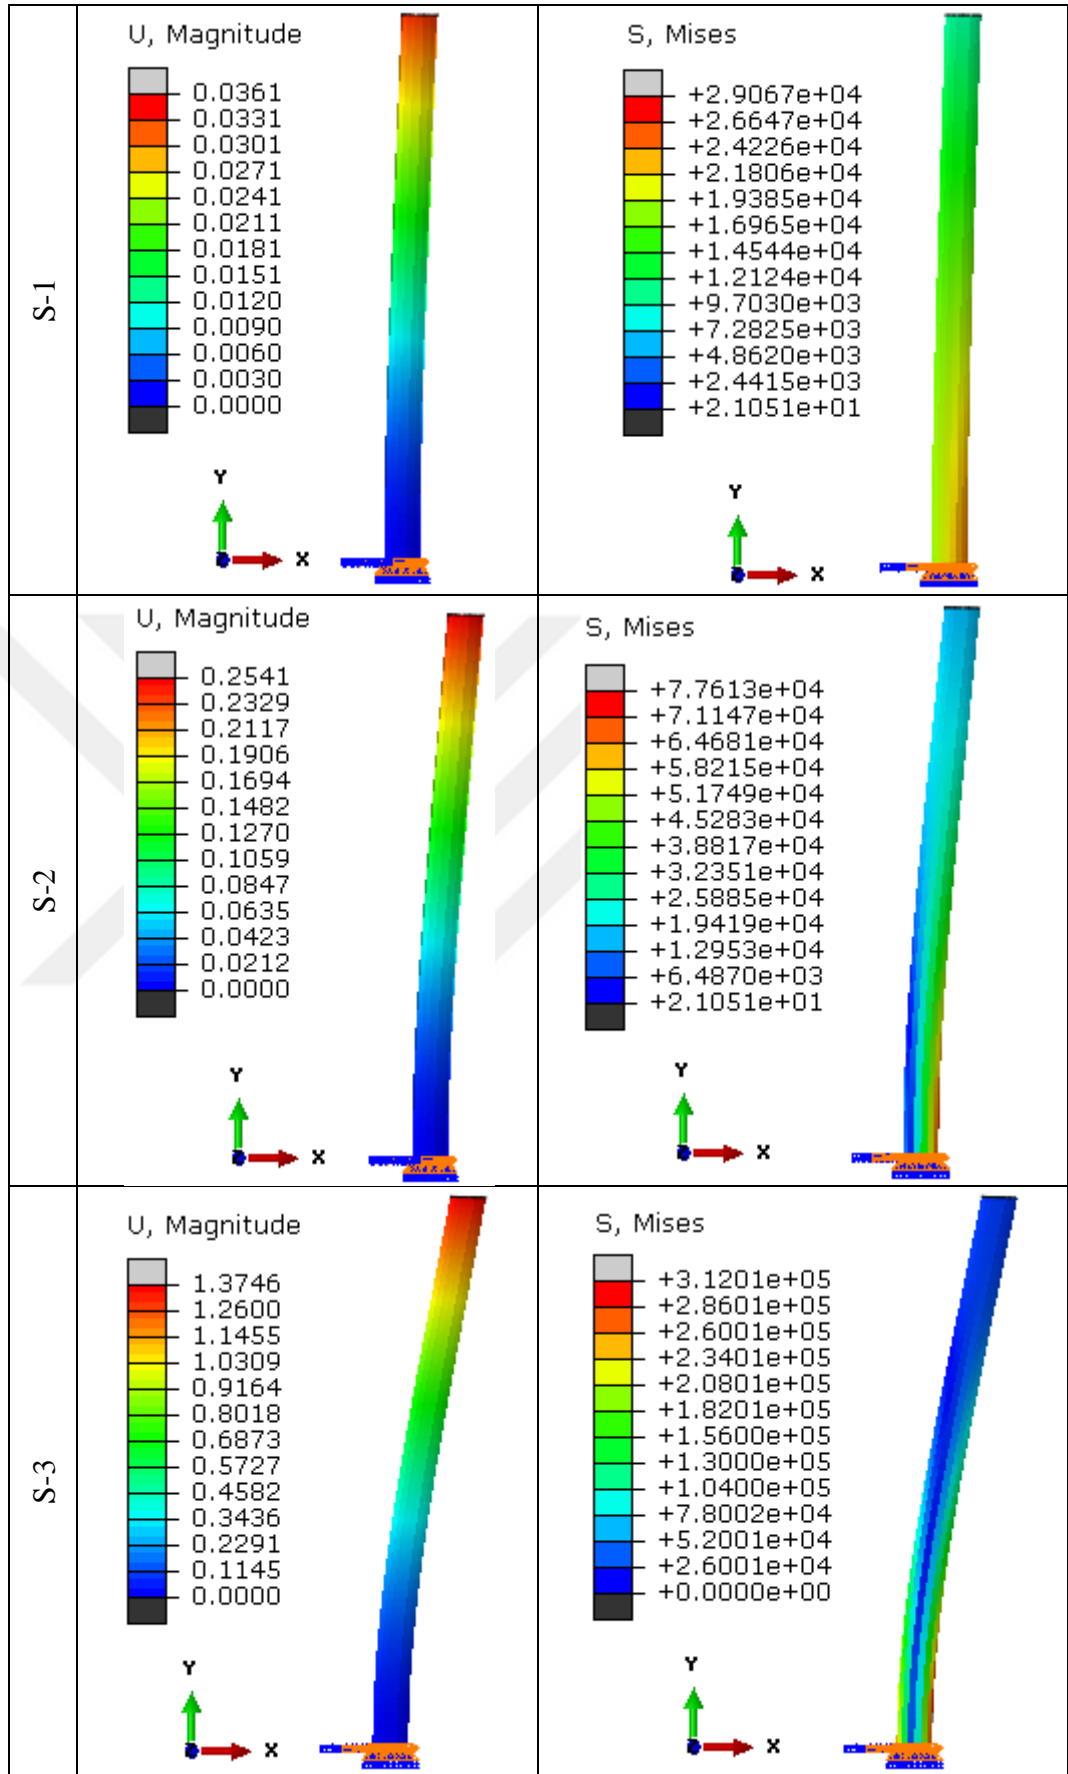 S-1
U, Magnitude
0.0361
0.0331
0.0301
0.0271
0.0241
0.0211
0.0181
0.0151
0.0120
0.0090
0.0060
0.0030
0.0000
Y
X
S, Mises
+2.9067e+04
+2.6647e+04
+2.4226e+04
+2.1806e+04
+1.9385e+04
+1.6965e+04
+1.4544e+04
+1.2124e+04
+9.7030e+03
+7.2825e+03
+4.8620e+03
+2.4415e+03
+2.1051e+01
Y
X
S-2
U, Magnitude
0.2541
0.2329
0.2117
0.1906
0.1694
0.1482
0.1270
0.1059
0.0847
0.0635
0.0423
0.0212
0.0000
Y
X
S, Mises
+7.7613e+04
+7.1147e+04
+6.4681e+04
+5.8215e+04
+5.1749e+04
+4.5283e+04
+3.8817e+04
+3.2351e+04
+2.5885e+04
+1.9419e+04
+1.2953e+04
+6.4870e+03
+2.1051e+01
Y
X
S-3
U, Magnitude
1.3746
1.2600
1.1455
1.0309
0.9164
0.8018
0.6873
0.5727
0.4582
0.3436
0.2291
0.1145
0.0000
Y
X
S, Mises
+3.1201e+05
+2.8601e+05
+2.6001e+05
+2.3401e+05
+2.0801e+05
+1.8201e+05
+1.5600e+05
+1.3000e+05
+1.0400e+05
+7.8002e+04
+5.2001e+04
+2.6001e+04
+0.0000e+00
Y
X